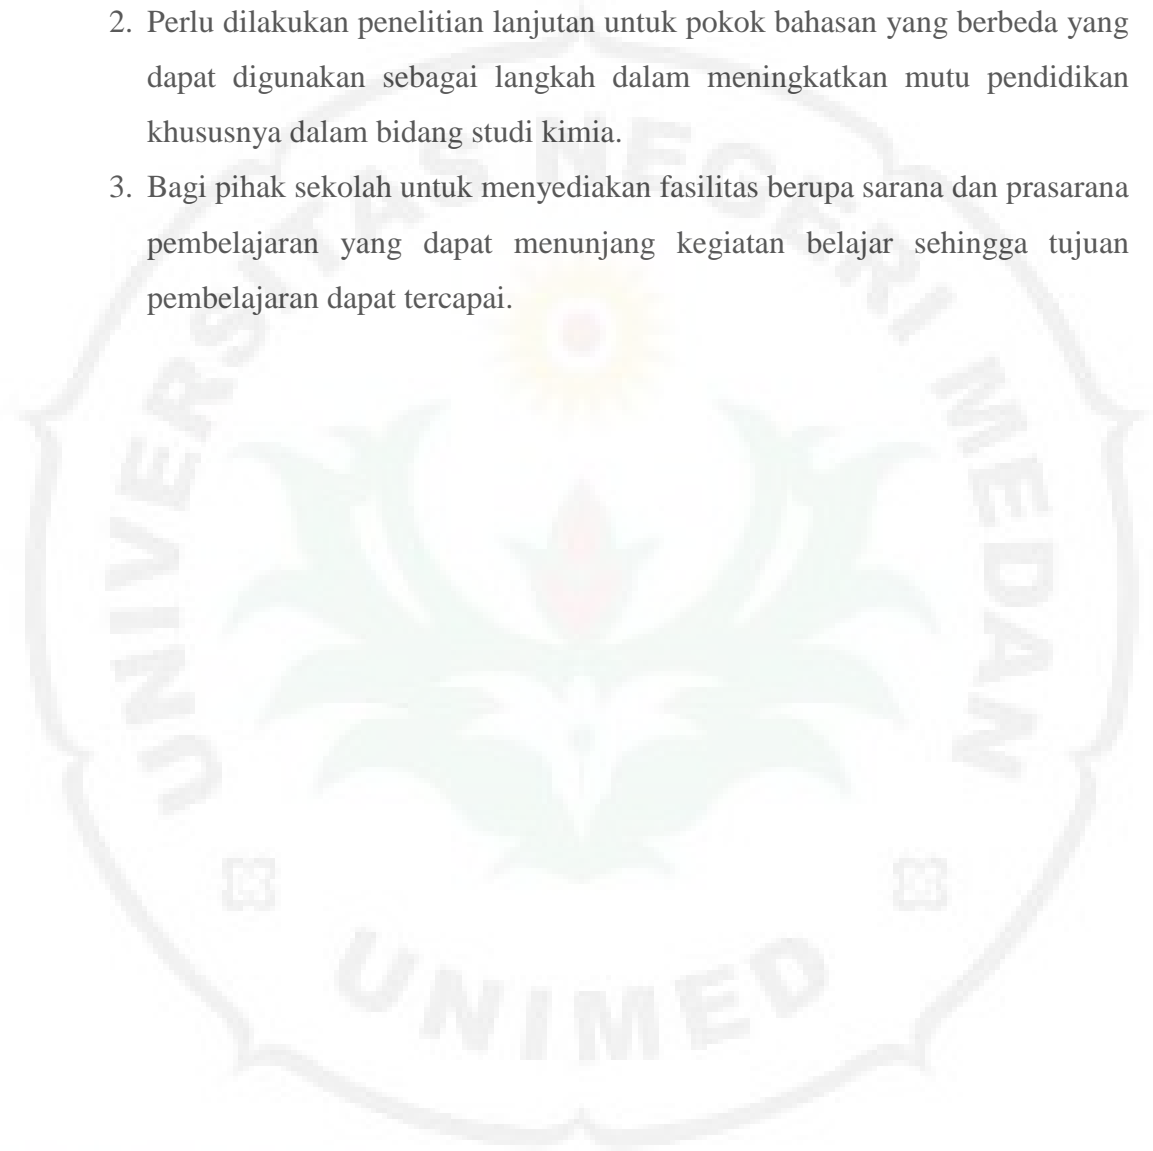 2. Perlu dilakukan penelitian lanjutan untuk pokok bahasan yang berbeda yang
dapat digunakan sebagai langkah dalam meningkatkan mutu pendidikan
khususnya dalam bidang studi kimia.
3. Bagi pihak sekolah untuk menyediakan fasilitas berupa sarana dan prasarana
pembelajaran yang dapat menunjang kegiatan belajar sehingga tujuan
pembelajaran dapat tercapai.
UNIVERSITAS NEGERI MEDAN
UNIMED